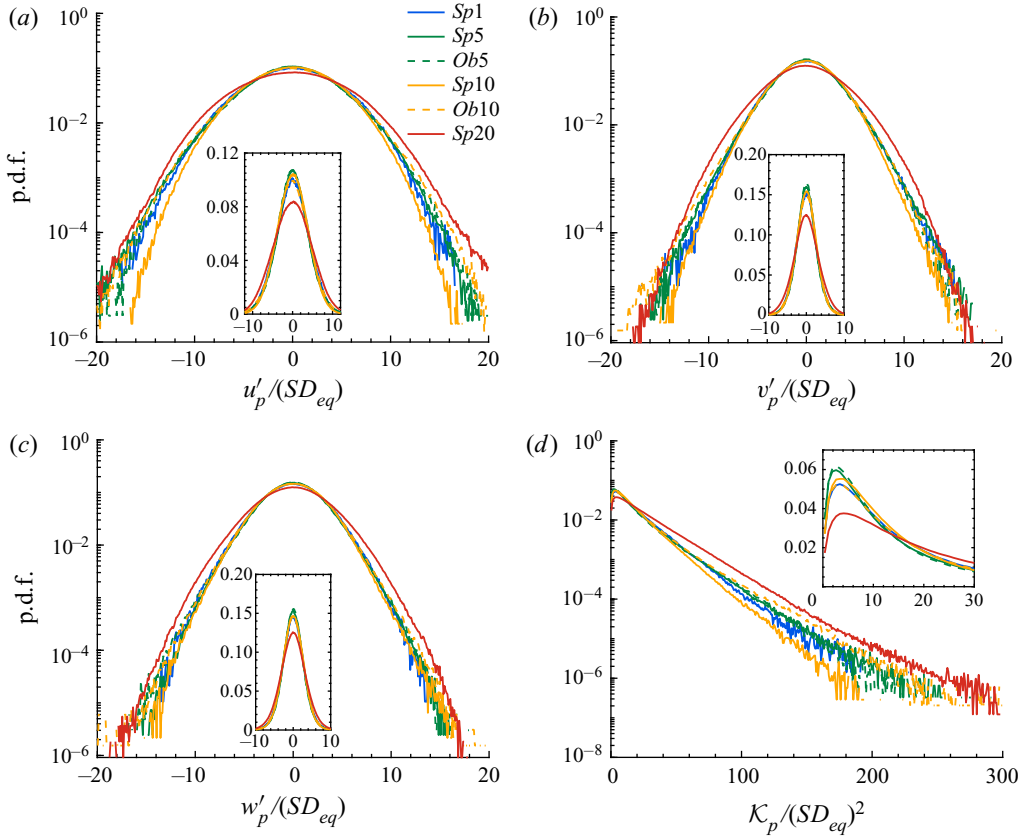 (a)
10^0
10^−2
10^−4
10^−6
p.d.f.
−20 −10 0 10 20
u′_p/(SD_eq)
0.12
0.08
0.04
0
−10 0 10
Sp1
Sp5
Ob5
Sp10
Ob10
Sp20
(b)
10^0
10^−2
10^−4
10^−6
−20 −10 0 10 20
v′_p/(SD_eq)
0.20
0.15
0.10
0.05
0
−10 0 10
(c)
10^0
10^−2
10^−4
10^−6
p.d.f.
−20 −10 0 10 20
w′_p/(SD_eq)
0.20
0.15
0.10
0.05
0
−10 0 10
(d)
10^0
10^−2
10^−4
10^−6
10^−8
0 100 200 300
𝒦_p/(SD_eq)^2
0.06
0.04
0.02
10 20 30